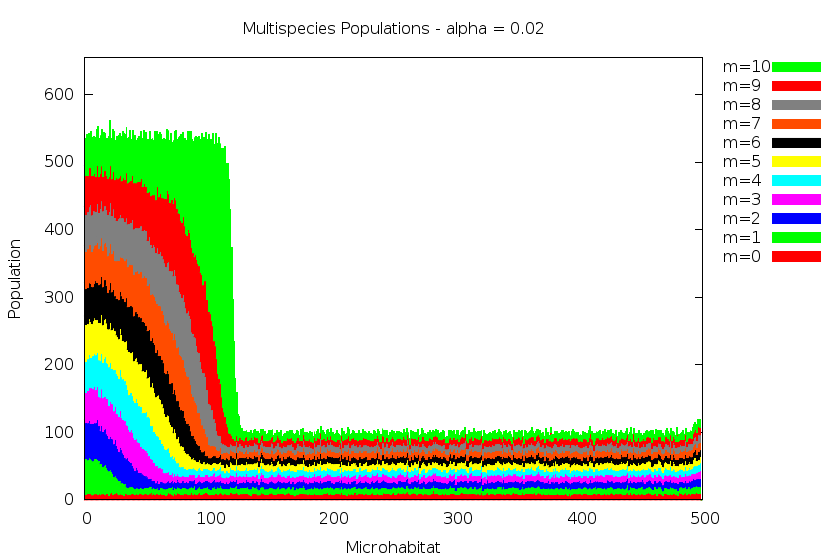 Multispecies Populations - alpha = 0.02
m=10
m=9
m=8
m=7
m=6
m=5
m=4
m=3
m=2
m=1
m=0
600
500
400
300
200
100
0
Population
0 100 200 300 400 500
Microhabitat